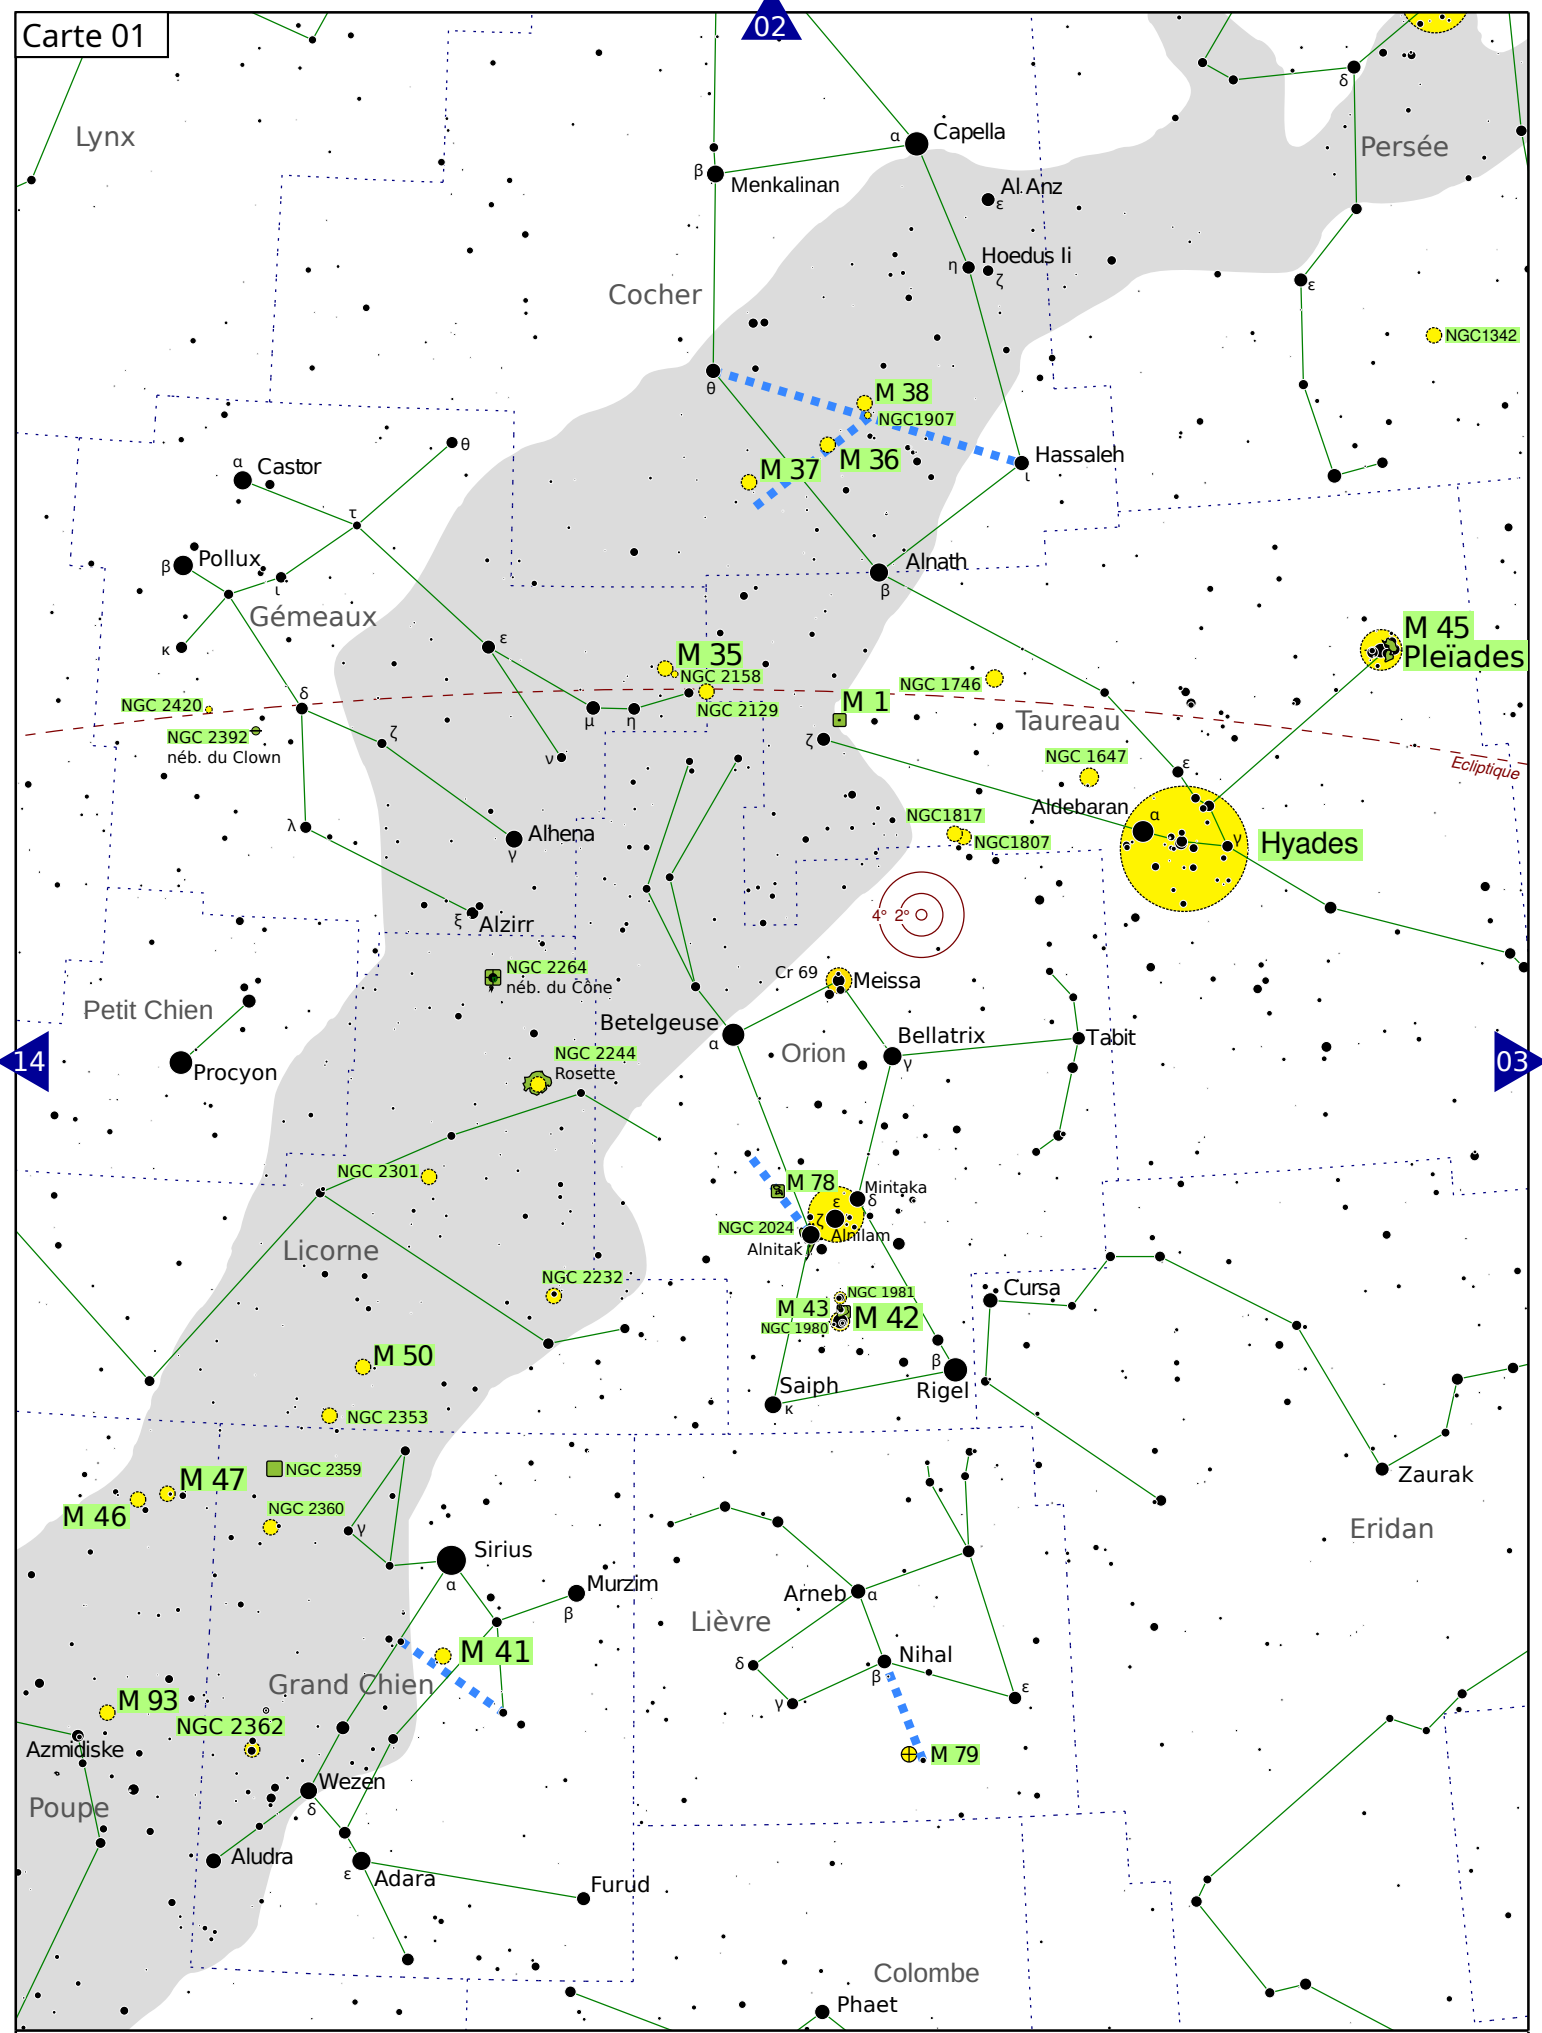 Carte 01
02
Lynx
α
Capella
δ
Persée
β
Menkalinan
Al Anz
ε
η
Hoedus Ii
ζ
ε
Cocher
NGC1342
θ
M 38
NGC1907
M 36
M 37
Hassaleh
ι
α
Castor
θ
τ
β
Pollux
ι
Gémeaux
κ
Alnath
β
ε
M 45
Pleïades
M 35
NGC 2158
NGC 2129
NGC 1746
M 1
Taureau
δ
NGC 2420
NGC 2392
néb. du Clown
ζ
μ
η
ν
ζ
NGC 1647
ε
Ecliptique
λ
Alhena
γ
NGC1817
NGC1807
Aldebaran
α
γ
Hyades
ξ
Alzirr
4°
2°
NGC 2264
néb. du Cône
Cr 69
Meissa
Petit Chien
Betelgeuse
α
Orion
Bellatrix
γ
Tabit
14
03
Procyon
NGC 2244
Rosette
NGC 2301
M 78
Mintaka
δ
ε
ζ
NGC 2024
Alnilam
Alnitak
Licorne
NGC 2232
Cursa
NGC 1981
M 43
M 42
NGC 1980
M 50
β
Rigel
Saiph
κ
NGC 2353
NGC 2359
Zaurak
M 47
M 46
NGC 2360
γ
Eridan
Sirius
α
Murzim
β
Arneb
α
Lièvre
M 41
Nihal
β
δ
γ
ε
Grand Chien
M 93
NGC 2362
Azmidiske
M 79
Wezen
δ
Poupe
Aludra
ε
Adara
Furud
Colombe
Phaet